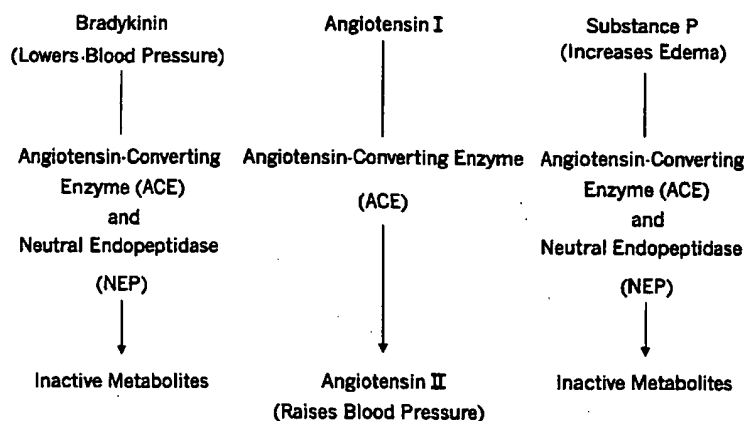 Bradykinin
(Lowers Blood Pressure)
Angiotensin-Converting
Enzyme (ACE)
and
Neutral Endopeptidase
(NEP)
Inactive Metabolites
Angiotensin I
Angiotensin-Converting Enzyme
(ACE)
Angiotensin II
(Raises Blood Pressure)
Substance P
(Increases Edema)
Angiotensin-Converting
Enzyme (ACE)
and
Neutral Endopeptidase
(NEP)
Inactive Metabolites